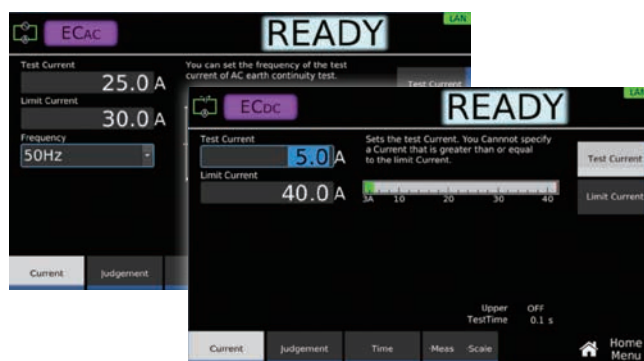 ECAC
READY
LAN
Test Current
25.0 A
Limit Current
30.0 A
Frequency
50Hz
You can set the frequency of the test
current of AC earth continuity test.
Test Current
Current
Judgement
ECDC
READY
LAN
Test Current
5.0 A
Limit Current
40.0 A
Sets the test Current. You Cannnot specify
a Current that is greater than or equal
to the limit Current.
3A 10 20 30 40
Test Current
Limit Current
Upper OFF
TestTime 0.1 s
Current
Judgement
Time
·Meas ·Scale
Home
Menu